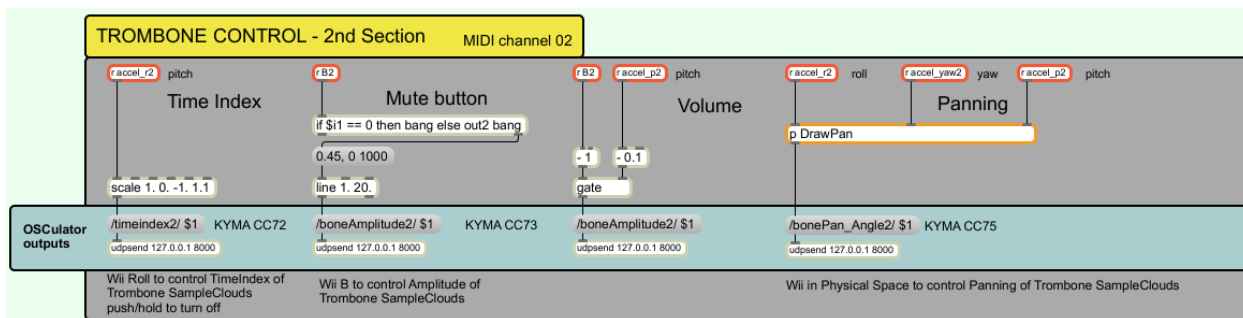 TROMBONE CONTROL - 2nd Section MIDI channel 02
r accel_r2 pitch
Time Index
scale 1. 0. -1. 1.1
r B2
Mute button
if $i1 == 0 then bang else out2 bang
0.45, 0 1000
line 1. 20.
r B2 r accel_p2 pitch
Volume
- 1 - 0.1
gate
r accel_r2 roll r accel_yaw2 yaw r accel_p2 pitch
Panning
p DrawPan
OSCulator
outputs
/timeindex2/ $1 KYMA CC72
udpsend 127.0.0.1 8000
/boneAmplitude2/ $1 KYMA CC73
udpsend 127.0.0.1 8000
/boneAmplitude2/ $1
udpsend 127.0.0.1 8000
/bonePan_Angle2/ $1 KYMA CC75
udpsend 127.0.0.1 8000
Wii Roll to control TimeIndex of
Trombone SampleClouds
push/hold to turn off
Wii B to control Amplitude of
Trombone SampleClouds
Wii in Physical Space to control Panning of Trombone SampleClouds